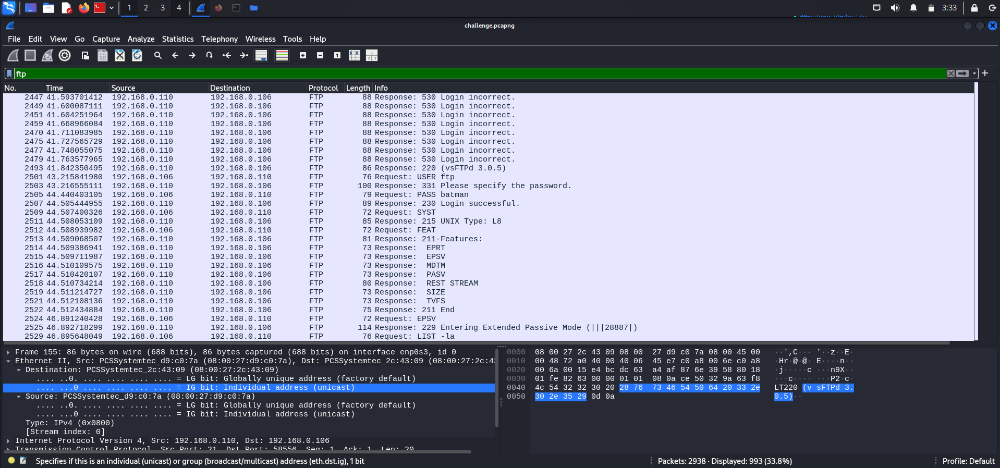 1 2 3 4 3:33
challenge.pcapng
File Edit View Go Capture Analyze Statistics Telephony Wireless Tools Help
ftp
No. Time Source Destination Protocol Length Info
2447 41.593701412 192.168.0.110 192.168.0.106 FTP 88 Response: 530 Login incorrect.
2449 41.600087111 192.168.0.110 192.168.0.106 FTP 88 Response: 530 Login incorrect.
2451 41.604251964 192.168.0.110 192.168.0.106 FTP 88 Response: 530 Login incorrect.
2459 41.668966084 192.168.0.110 192.168.0.106 FTP 88 Response: 530 Login incorrect.
2470 41.711083985 192.168.0.110 192.168.0.106 FTP 88 Response: 530 Login incorrect.
2475 41.727565729 192.168.0.110 192.168.0.106 FTP 88 Response: 530 Login incorrect.
2477 41.748055075 192.168.0.110 192.168.0.106 FTP 88 Response: 530 Login incorrect.
2479 41.763577965 192.168.0.110 192.168.0.106 FTP 88 Response: 530 Login incorrect.
2493 41.842350495 192.168.0.110 192.168.0.106 FTP 86 Response: 220 (vsFTPd 3.0.5)
2501 43.215841980 192.168.0.106 192.168.0.110 FTP 76 Request: USER ftp
2503 43.216555111 192.168.0.110 192.168.0.106 FTP 100 Response: 331 Please specify the password.
2505 44.440403105 192.168.0.106 192.168.0.110 FTP 79 Request: PASS batman
2507 44.505444955 192.168.0.110 192.168.0.106 FTP 89 Response: 230 Login successful.
2509 44.507400326 192.168.0.106 192.168.0.110 FTP 72 Request: SYST
2511 44.508053109 192.168.0.110 192.168.0.106 FTP 85 Response: 215 UNIX Type: L8
2512 44.508939982 192.168.0.106 192.168.0.110 FTP 72 Request: FEAT
2513 44.509068507 192.168.0.110 192.168.0.106 FTP 81 Response: 211-Features:
2514 44.509386941 192.168.0.110 192.168.0.106 FTP 73 Response: EPRT
2515 44.509711987 192.168.0.110 192.168.0.106 FTP 73 Response: EPSV
2516 44.510109575 192.168.0.110 192.168.0.106 FTP 73 Response: MDTM
2517 44.510420107 192.168.0.110 192.168.0.106 FTP 73 Response: PASV
2518 44.510734214 192.168.0.110 192.168.0.106 FTP 80 Response: REST STREAM
2519 44.511214727 192.168.0.110 192.168.0.106 FTP 73 Response: SIZE
2521 44.512108136 192.168.0.110 192.168.0.106 FTP 73 Response: TVFS
2522 44.512434884 192.168.0.110 192.168.0.106 FTP 75 Response: 211 End
2524 46.891240428 192.168.0.106 192.168.0.110 FTP 72 Request: EPSV
2525 46.892718299 192.168.0.110 192.168.0.106 FTP 114 Response: 229 Entering Extended Passive Mode (|||28887|)
2529 46.895648049 192.168.0.106 192.168.0.110 FTP 76 Request: LIST -la
Frame 155: 86 bytes on wire (688 bits), 86 bytes captured (688 bits) on interface enp0s3, id 0
Ethernet II, Src: PCSSystemtec_d9:c0:7a (08:00:27:d9:c0:7a), Dst: PCSSystemtec_2c:43:09 (08:00:27:2c:43
Destination: PCSSystemtec_2c:43:09 (08:00:27:2c:43:09)
.... ..0. .... .... .... .... = LG bit: Globally unique address (factory default)
.... ...0 .... .... .... .... = IG bit: Individual address (unicast)
Source: PCSSystemtec_d9:c0:7a (08:00:27:d9:c0:7a)
.... ..0. .... .... .... .... = LG bit: Globally unique address (factory default)
.... ...0 .... .... .... .... = IG bit: Individual address (unicast)
Type: IPv4 (0x0800)
[Stream index: 0]
Internet Protocol Version 4, Src: 192.168.0.110, Dst: 192.168.0.106
Transmission Control Protocol, Src Port: 21, Dst Port: 58556, Seq: 1, Ack: 1, Len: 20
0000 08 00 27 2c 43 09 08 00 27 d9 c0 7a 08 00 45 00 ··',C··· '··z··E·
0010 00 48 72 a0 40 00 40 06 45 e7 c0 a8 00 6e c0 a8 ·Hr·@·@· E····n··
0020 00 6a 00 15 e4 bc dc 63 a4 af 87 6e 39 58 80 18 ·j·····c ···n9X··
0030 01 fe 82 63 00 00 01 01 08 0a ce 50 32 9a 63 f8 ···c···· ···P2·c·
0040 4c 54 32 32 30 20 28 76 73 46 54 50 64 20 33 2e LT220 (v sFTPd 3.
0050 30 2e 35 29 0d 0a 0.5)··
Specifies if this is an individual (unicast) or group (broadcast/multicast) address (eth.dst.ig), 1 bit Packets: 2938 · Displayed: 993 (33.8%) Profile: Default